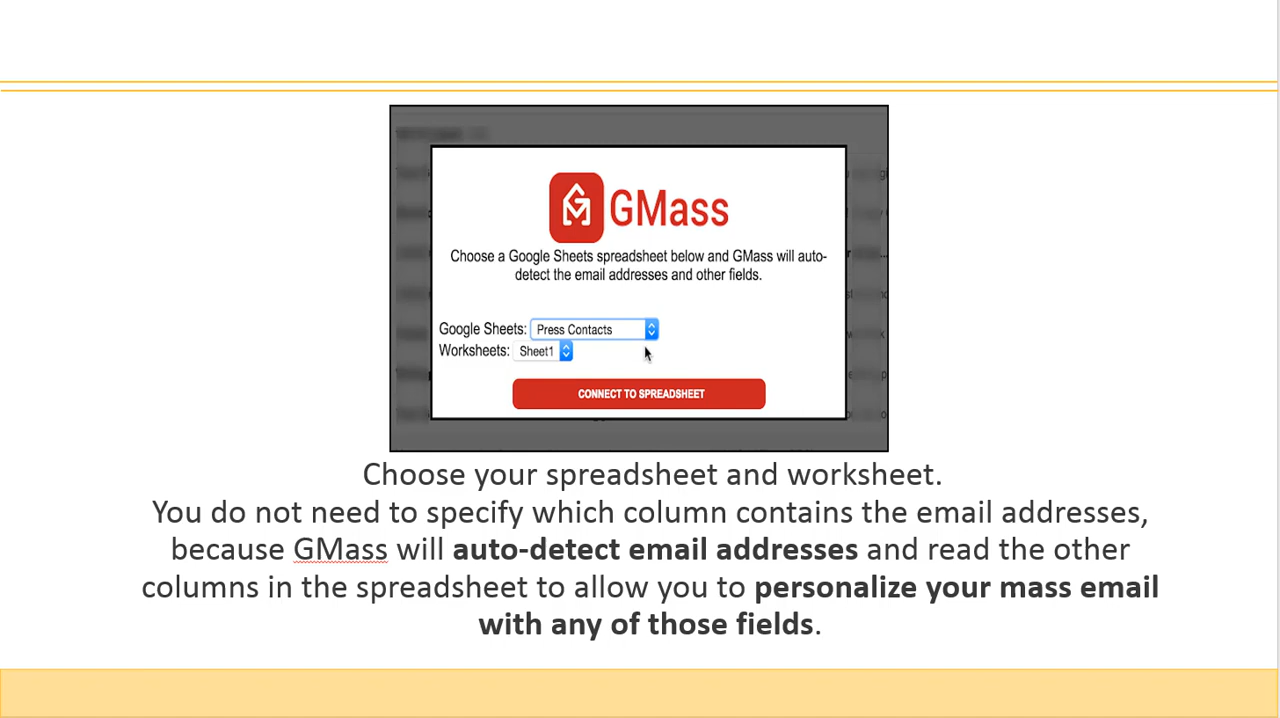 GMass
Choose a Google Sheets spreadsheet below and GMass will auto-
detect the email addresses and other fields.
Google Sheets: Press Contacts
Worksheets: Sheet1
CONNECT TO SPREADSHEET
Choose your spreadsheet and worksheet.
You do not need to specify which column contains the email addresses,
because GMass will auto-detect email addresses and read the other
columns in the spreadsheet to allow you to personalize your mass email
with any of those fields.